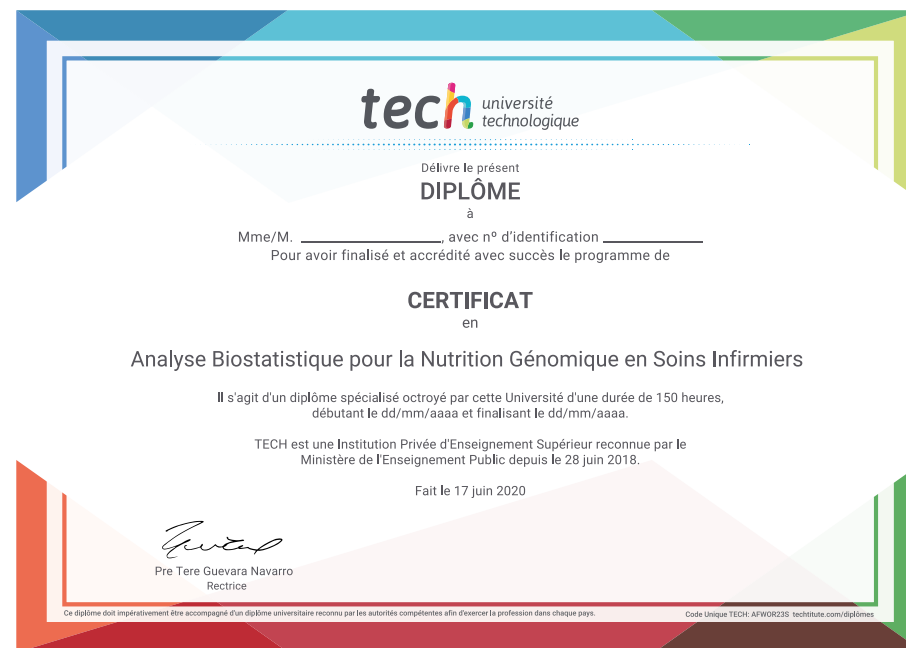 tech université
technologique
Délivre le présent
DIPLÔME
à
Mme/M. ____________________, avec nº d'identification ______________
Pour avoir finalisé et accrédité avec succès le programme de
CERTIFICAT
en
Analyse Biostatistique pour la Nutrition Génomique en Soins Infirmiers
Il s'agit d'un diplôme spécialisé octroyé par cette Université d'une durée de 150 heures,
débutant le dd/mm/aaaa et finalisant le dd/mm/aaaa.
TECH est une Institution Privée d'Enseignement Supérieur reconnue par le
Ministère de l'Enseignement Public depuis le 28 juin 2018.
Fait le 17 juin 2020
Pre Tere Guevara Navarro
Rectrice
Ce diplôme doit impérativement être accompagné d'un diplôme universitaire reconnu par les autorités compétentes afin d'exercer la profession dans chaque pays.
Code Unique TECH: AFWOR23S techtitute.com/diplômes